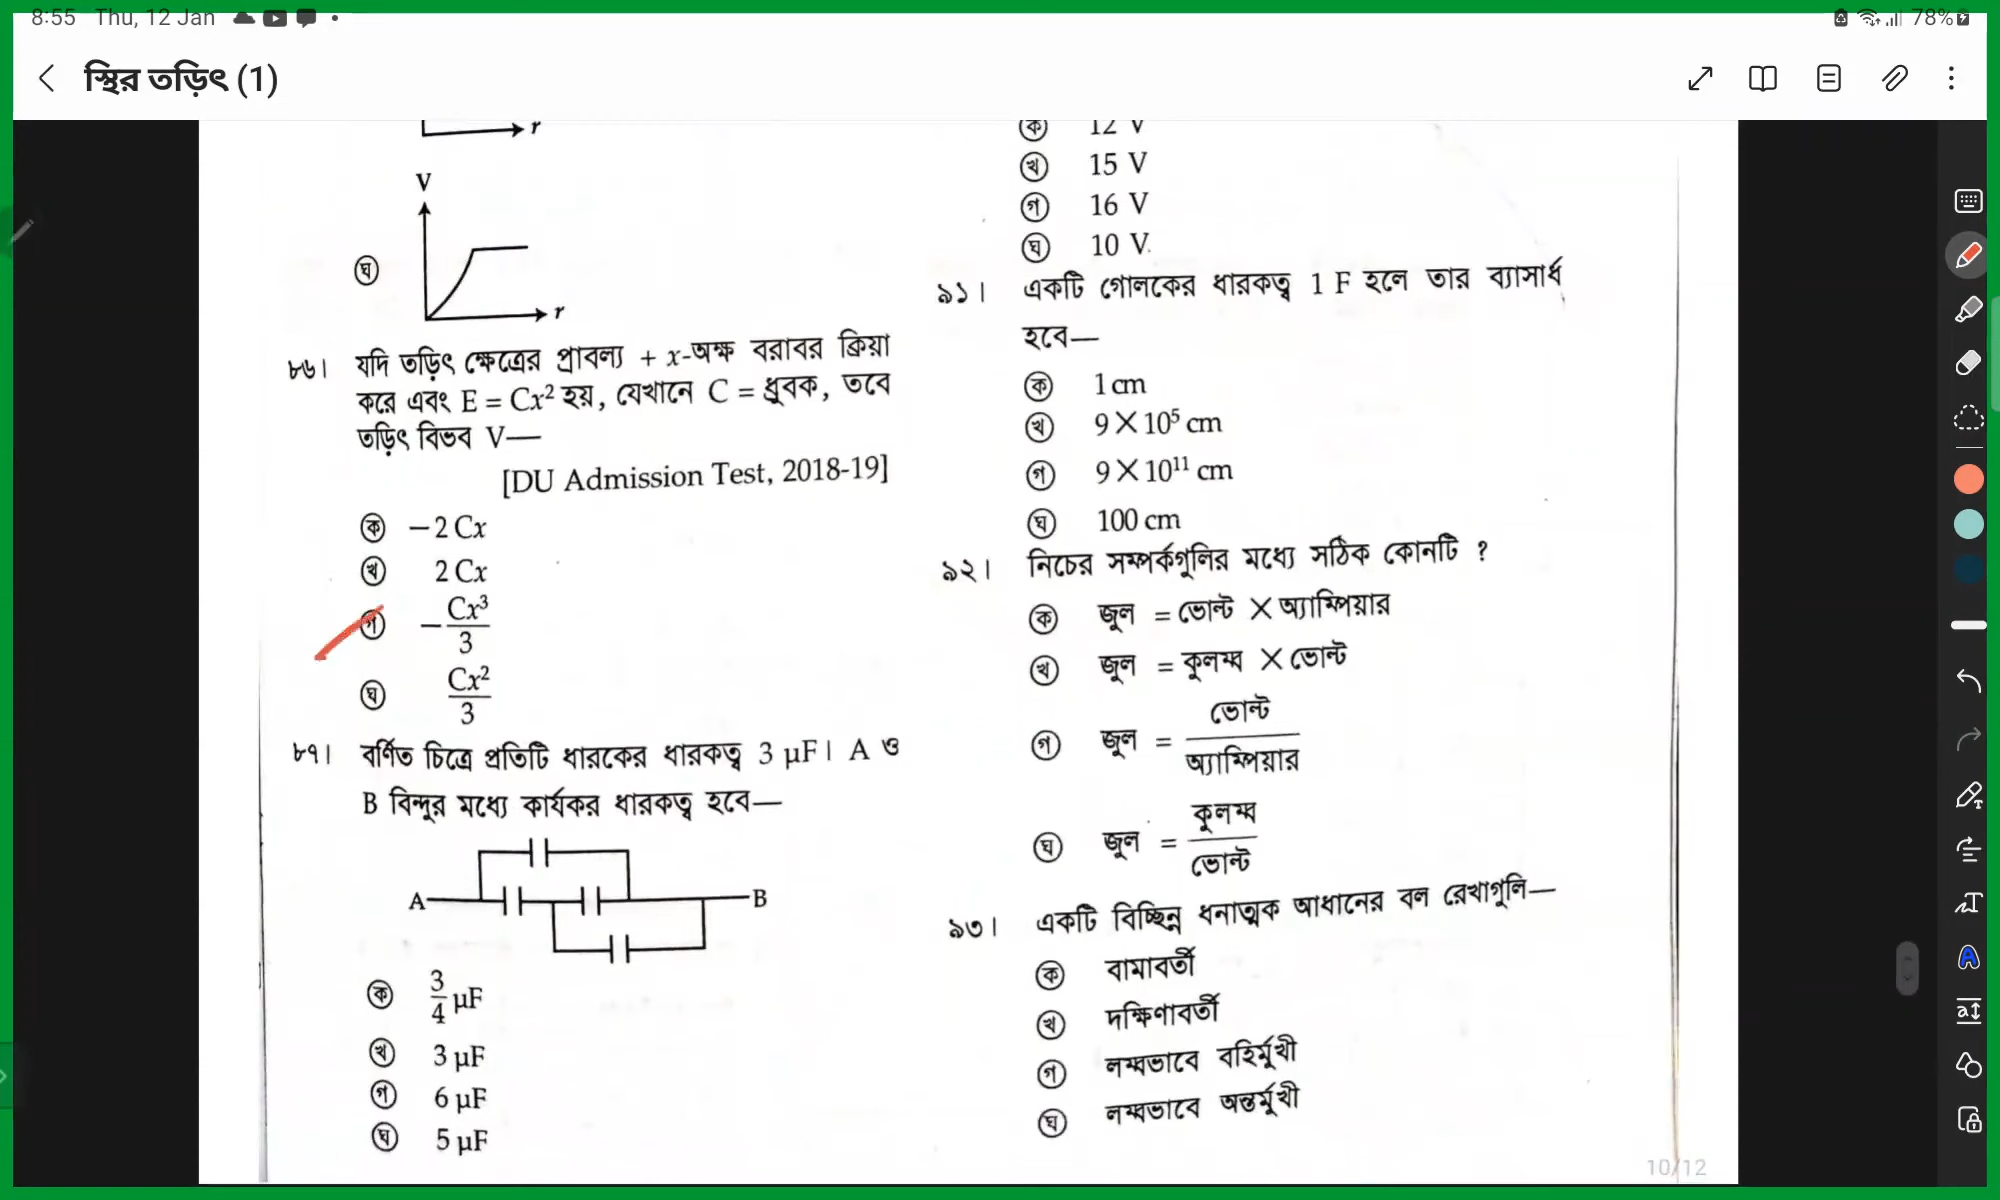 8:55 Thu, 12 Jan
78%
স্থির তড়িৎ (1)
r
V
ঘ
r
৮৬। যদি তড়িৎ ক্ষেত্রের প্রাবল্য + x-অক্ষ বরাবর ক্রিয়া
করে এবং E = Cx² হয়, যেখানে C = ধ্রুবক, তবে
তড়িৎ বিভব V—
[DU Admission Test, 2018-19]
ক −2 Cx
খ 2 Cx
গ −Cx³/3
ঘ Cx²/3
৮৭। বর্ণিত চিত্রে প্রতিটি ধারকের ধারকত্ব 3 µF। A ও
B বিন্দুর মধ্যে কার্যকর ধারকত্ব হবে—
A B
ক 3/4 µF
খ 3 µF
গ 6 µF
ঘ 5 µF
ক 12 V
খ 15 V
গ 16 V
ঘ 10 V
৯১। একটি গোলকের ধারকত্ব 1 F হলে তার ব্যাসার্ধ
হবে—
ক 1 cm
খ 9 × 10⁵ cm
গ 9 × 10¹¹ cm
ঘ 100 cm
৯২। নিচের সম্পর্কগুলির মধ্যে সঠিক কোনটি ?
ক জুল = ভোল্ট × অ্যাম্পিয়ার
খ জুল = কুলম্ব × ভোল্ট
গ জুল = ভোল্ট/অ্যাম্পিয়ার
ঘ জুল = কুলম্ব/ভোল্ট
৯৩। একটি বিচ্ছিন্ন ধনাত্মক আধানের বল রেখাগুলি—
ক বামাবর্তী
খ দক্ষিণাবর্তী
গ লম্বভাবে বহির্মুখী
ঘ লম্বভাবে অন্তর্মুখী
10/12